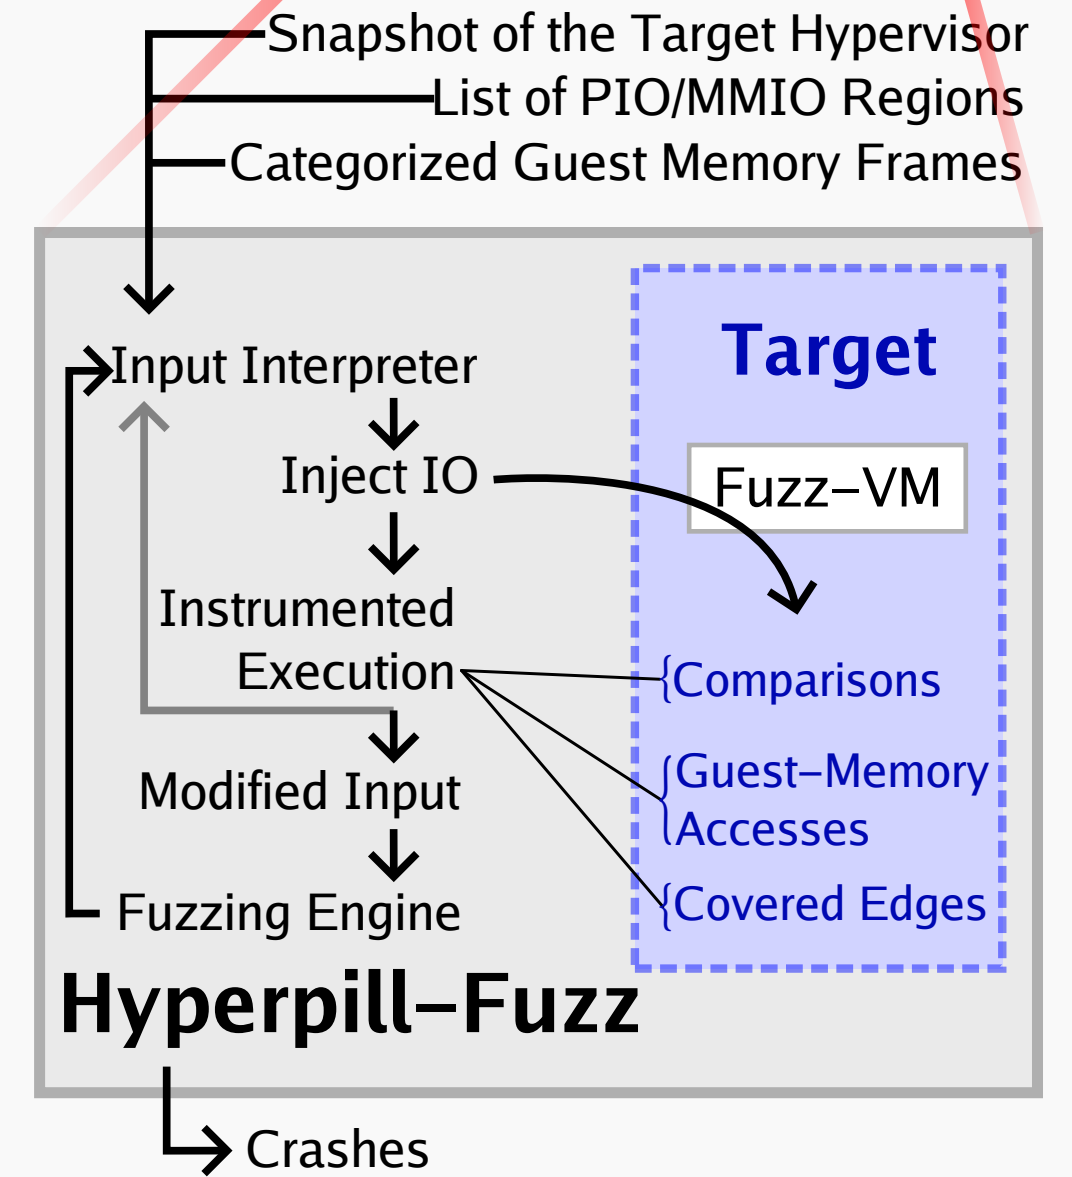 Snapshot of the Target Hypervisor
List of PIO/MMIO Regions
Categorized Guest Memory Frames
Input Interpreter
Inject IO
Instrumented
Execution
Modified Input
Fuzzing Engine
Target
Fuzz–VM
Comparisons
Guest–Memory
Accesses
Covered Edges
Hyperpill–Fuzz
Crashes